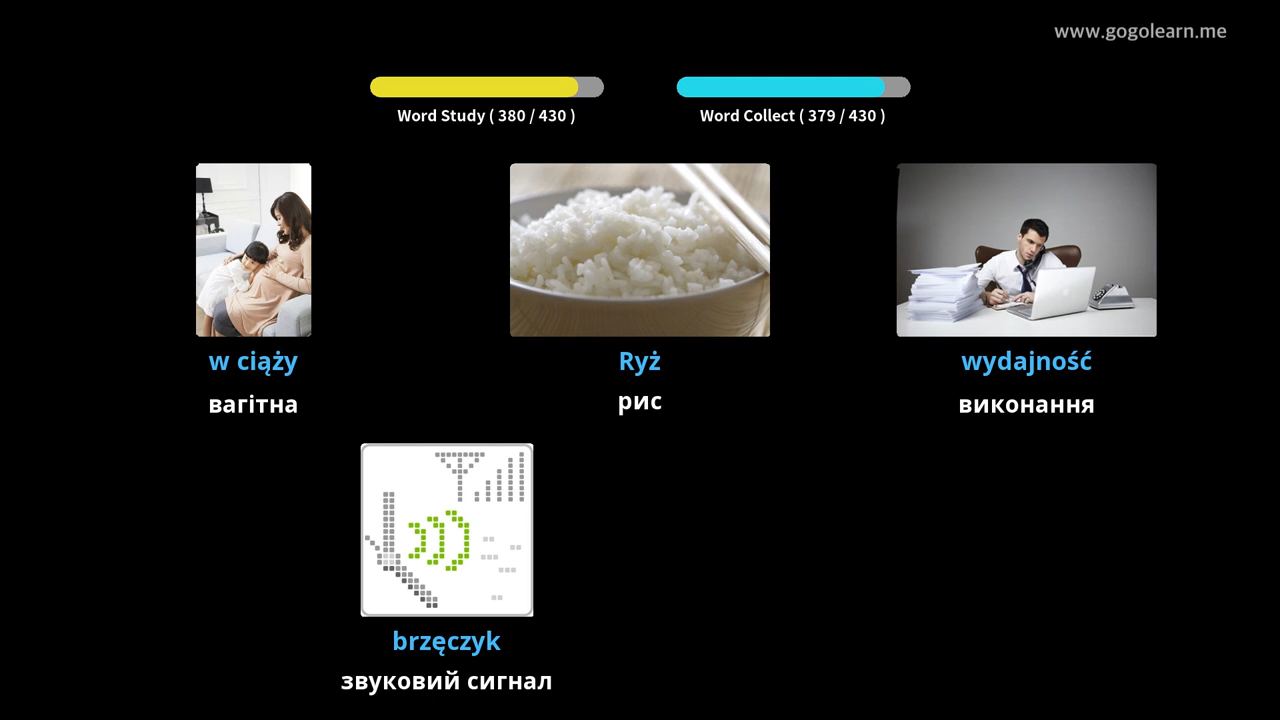 www.gogolearn.me
Word Study ( 380 / 430 )
Word Collect ( 379 / 430 )
w ciąży
Ryż
wydajność
вагітна
рис
виконання
brzęczyk
звуковий сигнал